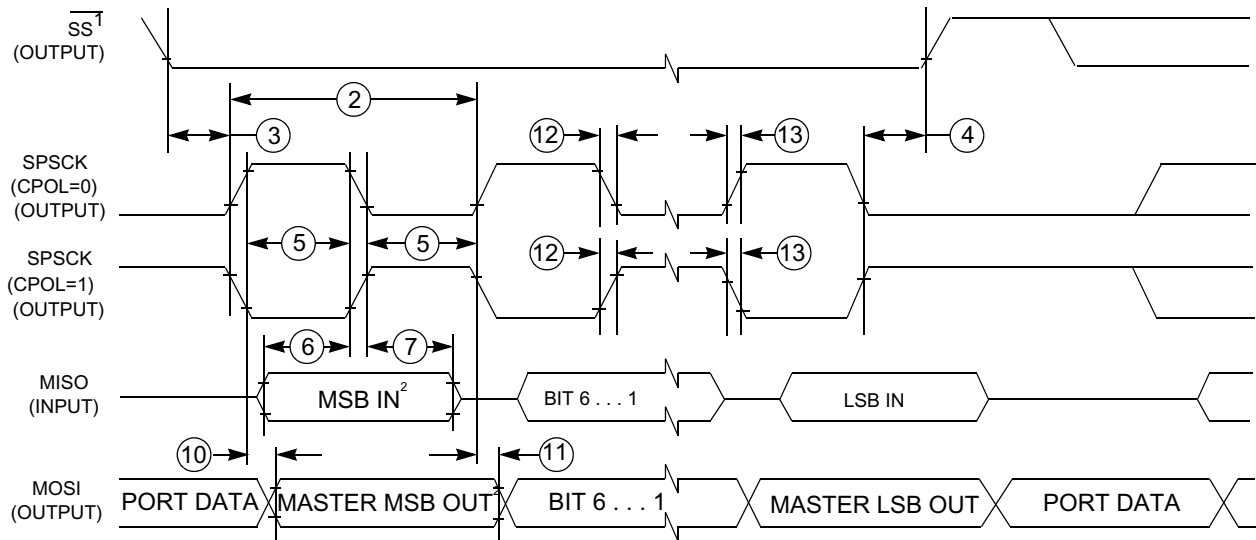 SS1
(OUTPUT)
2
3
12
13
4
SPSCK
(CPOL=0)
(OUTPUT)
5
5
SPSCK
(CPOL=1)
(OUTPUT)
12
13
6
7
MISO
(INPUT)
MSB IN2
BIT 6 . . . 1
LSB IN
10
11
MOSI
(OUTPUT)
PORT DATA
MASTER MSB OUT2
BIT 6 . . . 1
MASTER LSB OUT
PORT DATA